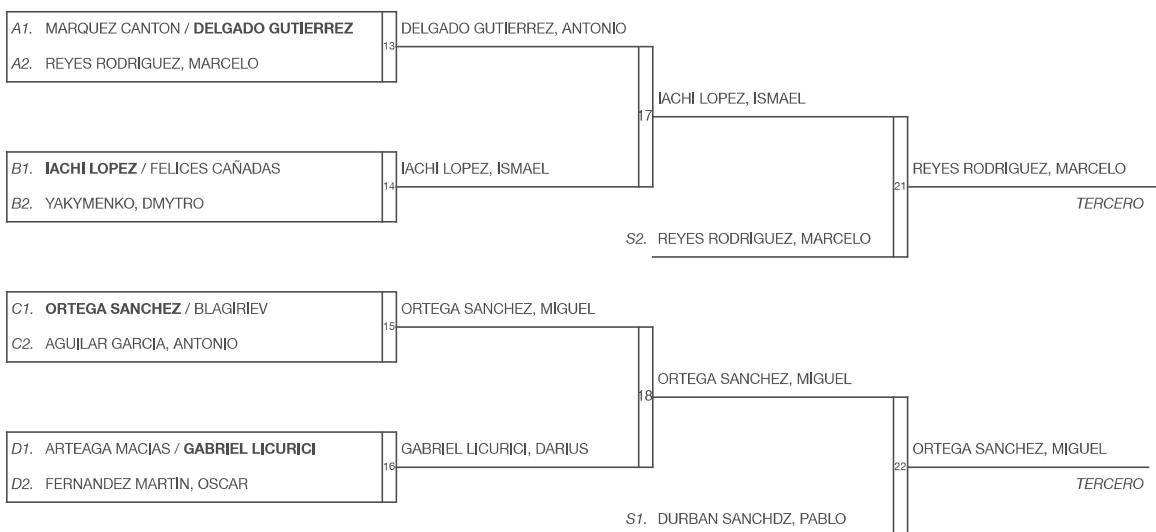 A1. MARQUEZ CANTON / DELGADO GUTIERREZ
A2. REYES RODRIGUEZ, MARCELO
13
DELGADO GUTIERREZ, ANTONIO
B1. IACHI LOPEZ / FELICES CAÑADAS
B2. YAKYMENKO, DMYTRO
14
IACHI LOPEZ, ISMAEL
17
IACHI LOPEZ, ISMAEL
S2. REYES RODRIGUEZ, MARCELO
21
REYES RODRIGUEZ, MARCELO
TERCERO
C1. ORTEGA SANCHEZ / BLAGIRIEV
C2. AGUILAR GARCIA, ANTONIO
15
ORTEGA SANCHEZ, MIGUEL
D1. ARTEAGA MACIAS / GABRIEL LICURICI
D2. FERNANDEZ MARTIN, OSCAR
16
GABRIEL LICURICI, DARIUS
18
ORTEGA SANCHEZ, MIGUEL
S1. DURBAN SANCHDZ, PABLO
22
ORTEGA SANCHEZ, MIGUEL
TERCERO